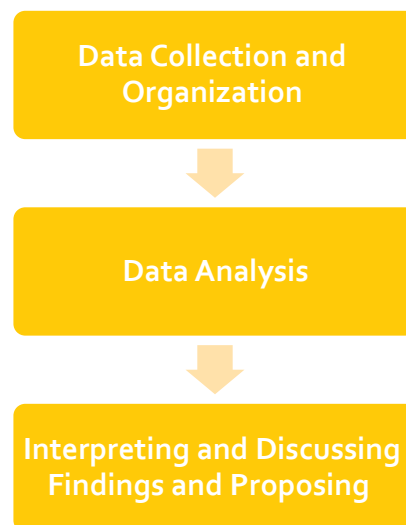 Data Collection and
Organization
Data Analysis
Interpreting and Discussing
Findings and Proposing